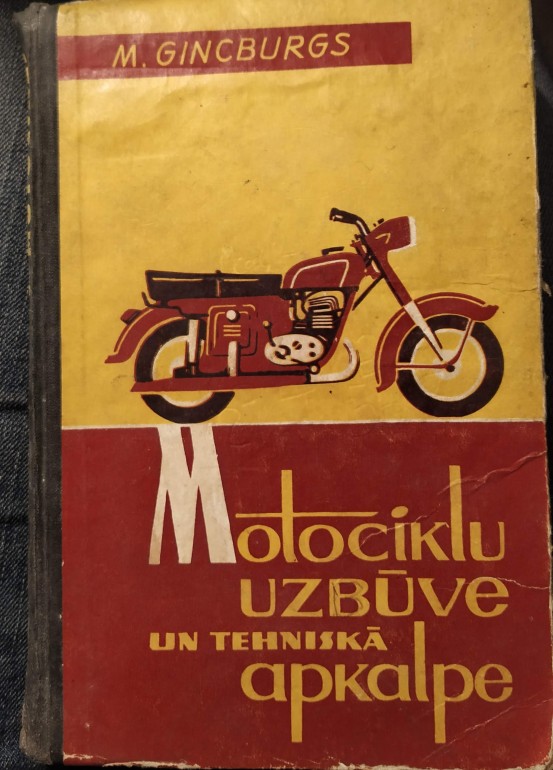 M. GINCBURGS
Motociklu
UZBŪVe
UN TEHNISKĀ
apkalpe